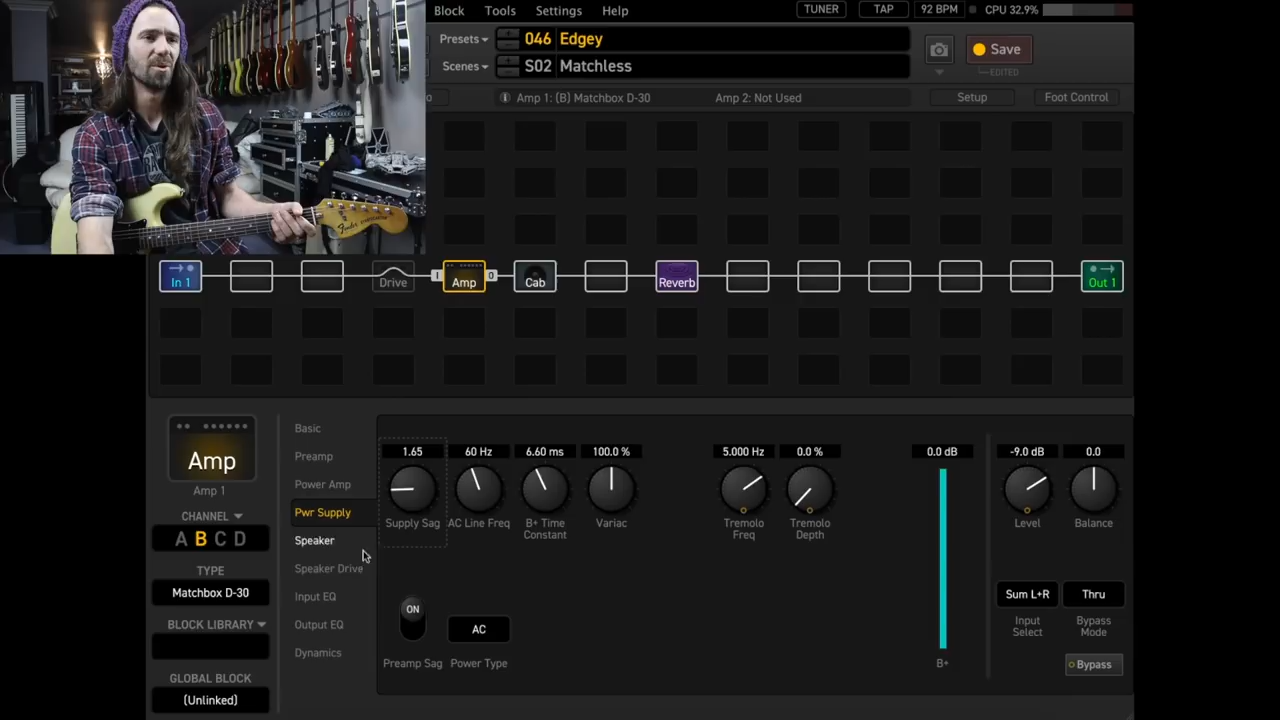 Block Tools Settings Help TUNER TAP 92 BPM CPU 32.9%
Presets 046 Edgey Save
EDITED
Scenes S02 Matchless
Amp 1: (B) Matchbox D-30 Amp 2: Not Used Setup Foot Control
In 1 Drive I Amp O Cab Reverb Out 1
Amp
Amp 1
CHANNEL
A B C D
TYPE
Matchbox D-30
BLOCK LIBRARY
GLOBAL BLOCK
(Unlinked)
Basic
Preamp
Power Amp
Pwr Supply
Speaker
Speaker Drive
Input EQ
Output EQ
Dynamics
1.65 60 Hz 6.60 ms 100.0 % 5.000 Hz 0.0 % 0.0 dB -9.0 dB 0.0
Supply Sag AC Line Freq B+ Time Constant Variac Tremolo Freq Tremolo Depth Level Balance
ON AC Sum L+R Thru
Preamp Sag Power Type B+ Input Select Bypass Mode
Bypass
Fender